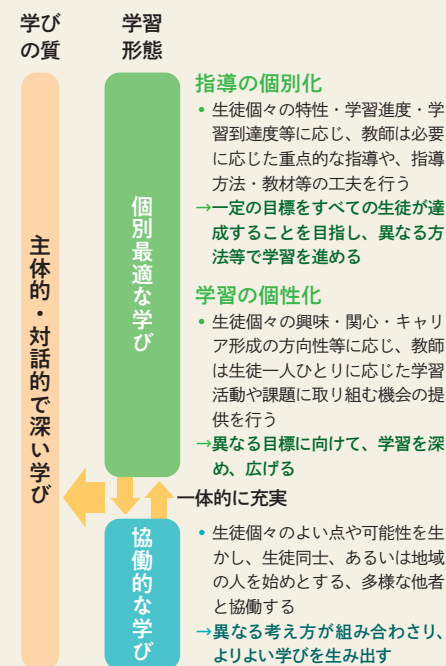 学び
の質
学習
形態
主体的・対話的で深い学び
個別最適な学び
指導の個別化
• 生徒個々の特性・学習進度・学
習到達度等に応じ、教師は必要
に応じた重点的な指導や、指導
方法・教材等の工夫を行う
→一定の目標をすべての生徒が達
成することを目指し、異なる方
法等で学習を進める
学習の個性化
• 生徒個々の興味・関心・キャリ
ア形成の方向性等に応じ、教師
は生徒一人ひとりに応じた学習
活動や課題に取り組む機会の提
供を行う
→異なる目標に向けて、学習を深
め、広げる
一体的に充実
協働的な学び
• 生徒個々のよい点や可能性を生
かし、生徒同士、あるいは地域
の人を始めとする、多様な他者
と協働する
→異なる考え方が組み合わさり、
よりよい学びを生み出す